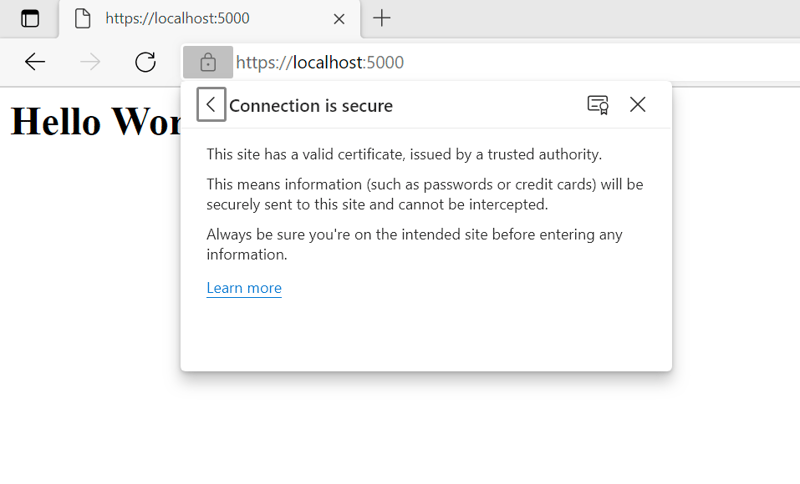 https://localhost:5000
https://localhost:5000
Connection is secure
Hello Wor
This site has a valid certificate, issued by a trusted authority.
This means information (such as passwords or credit cards) will be
securely sent to this site and cannot be intercepted.
Always be sure you're on the intended site before entering any
information.
Learn more